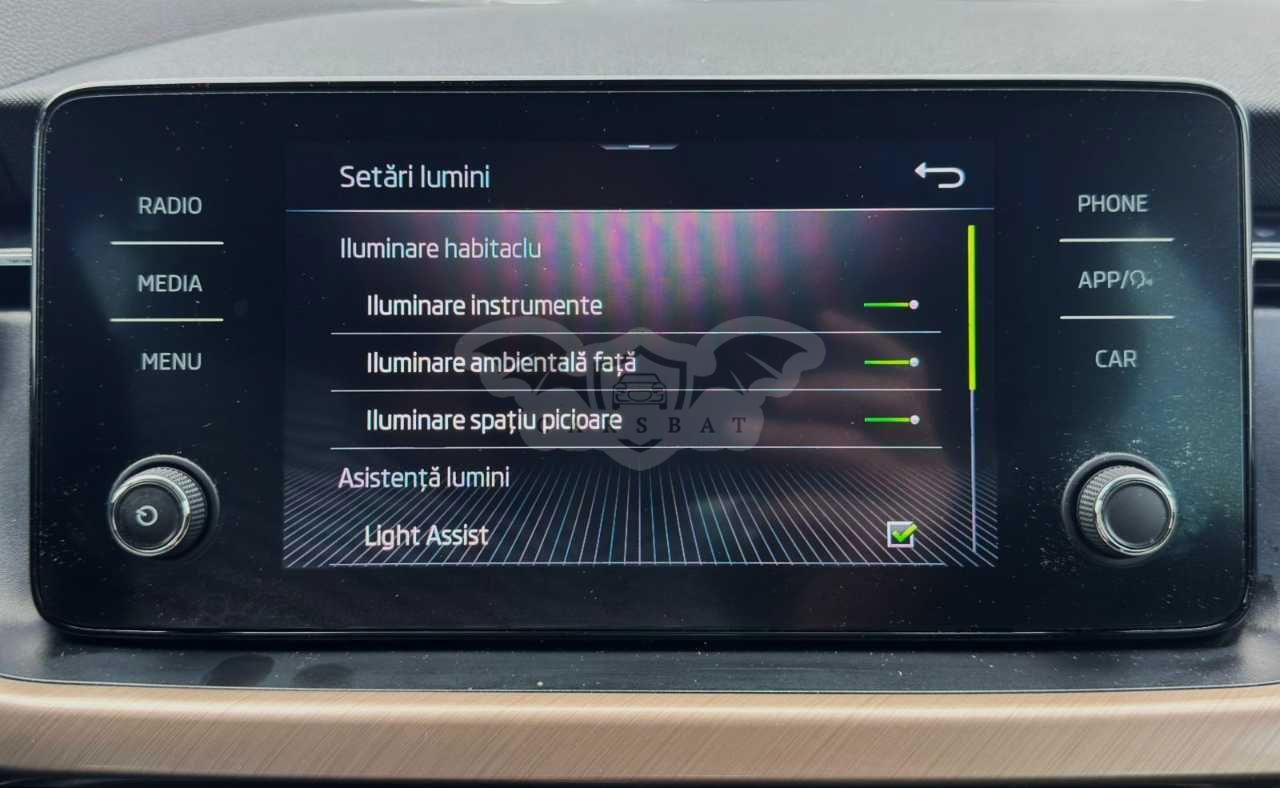 RADIO
MEDIA
MENU
Setări lumini
Iluminare habitaclu
Iluminare instrumente
Iluminare ambientală față
Iluminare spațiu picioare
Asistență lumini
Light Assist
CARSBAT
PHONE
APP/
CAR